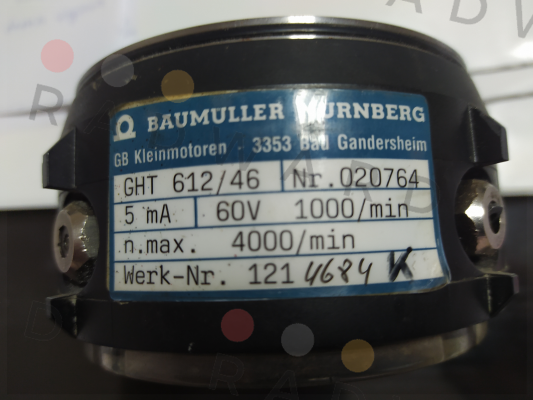 BAUMULLER NURNBERG
GB Kleinmotoren - 3353 Bad Gandersheim
GHT 612/46 Nr. 020764
5 mA 60V 1000/min
n.max. 4000/min
Werk-Nr. 121 4684 K